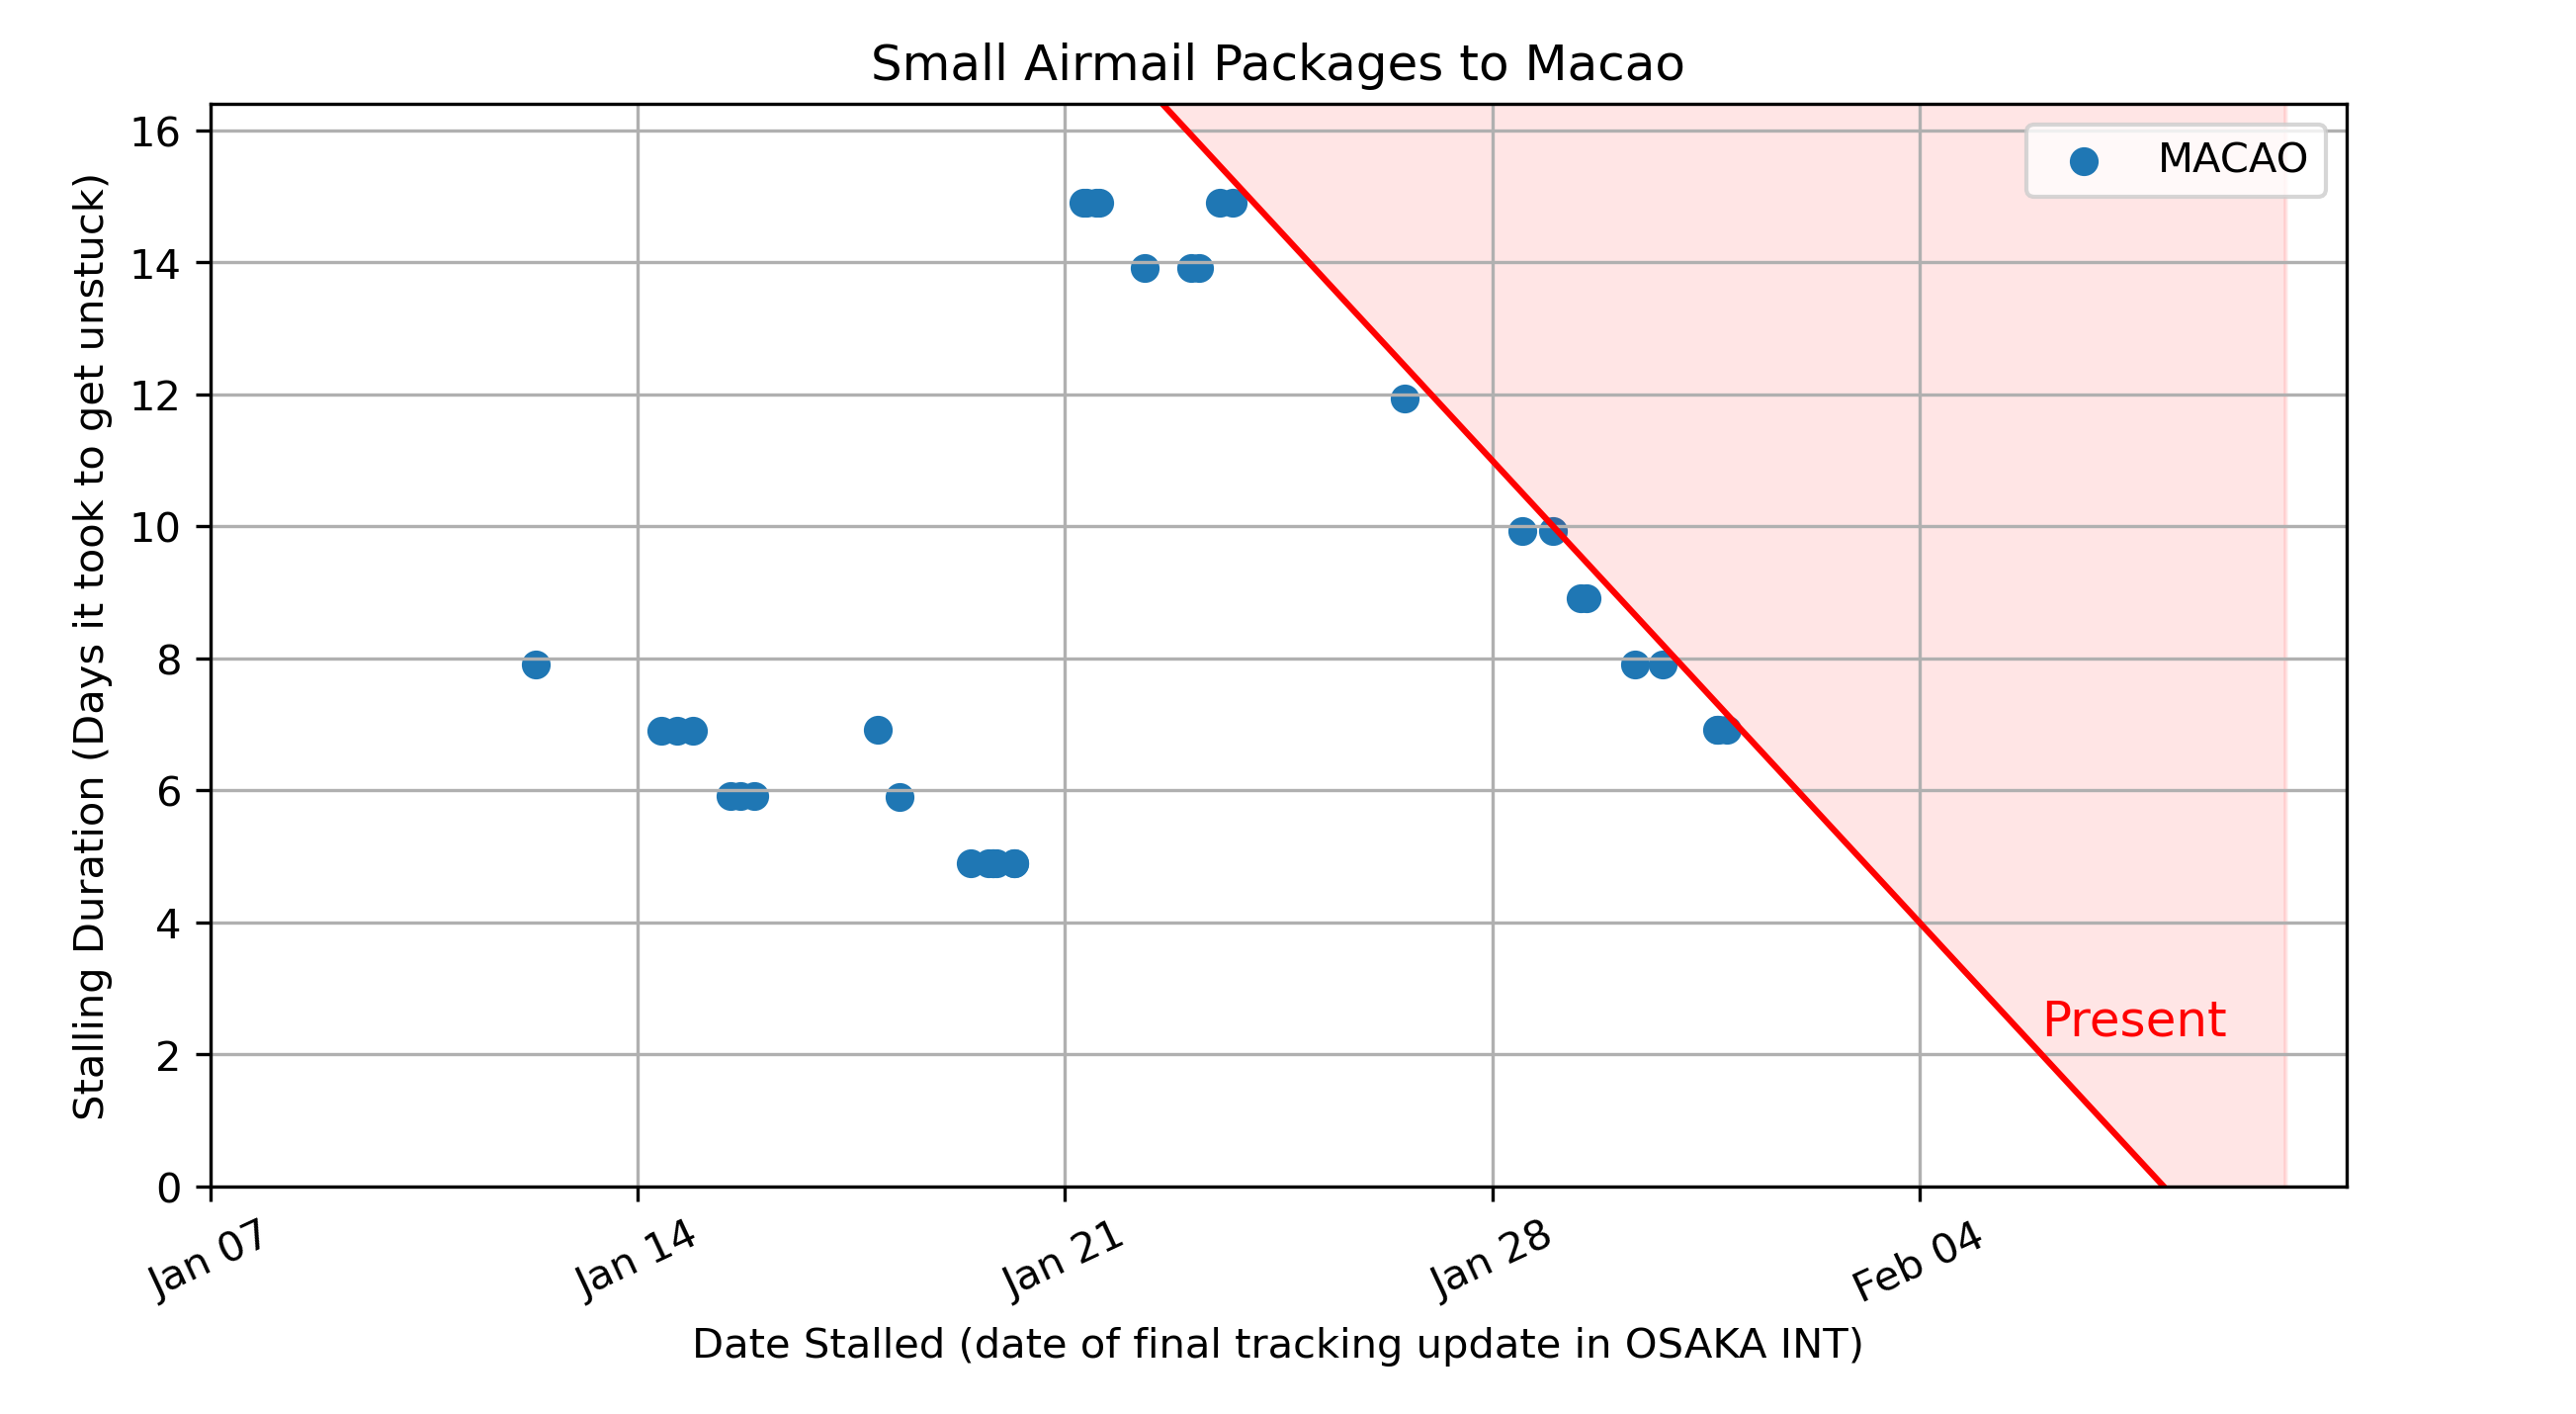 Small Airmail Packages to Macao
Stalling Duration (Days it took to get unstuck)
16
14
12
10
8
6
4
2
0
MACAO
Present
Jan 07
Jan 14
Jan 21
Jan 28
Feb 04
Date Stalled (date of final tracking update in OSAKA INT)